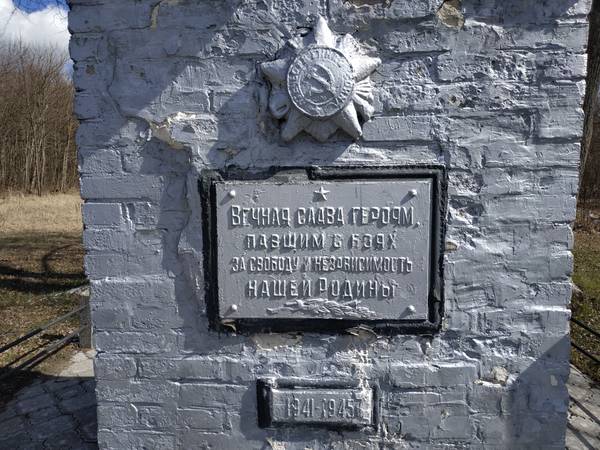 Вечная слава героям,
павшим в боях
за свободу и независимость
нашей Родины
1941-1945